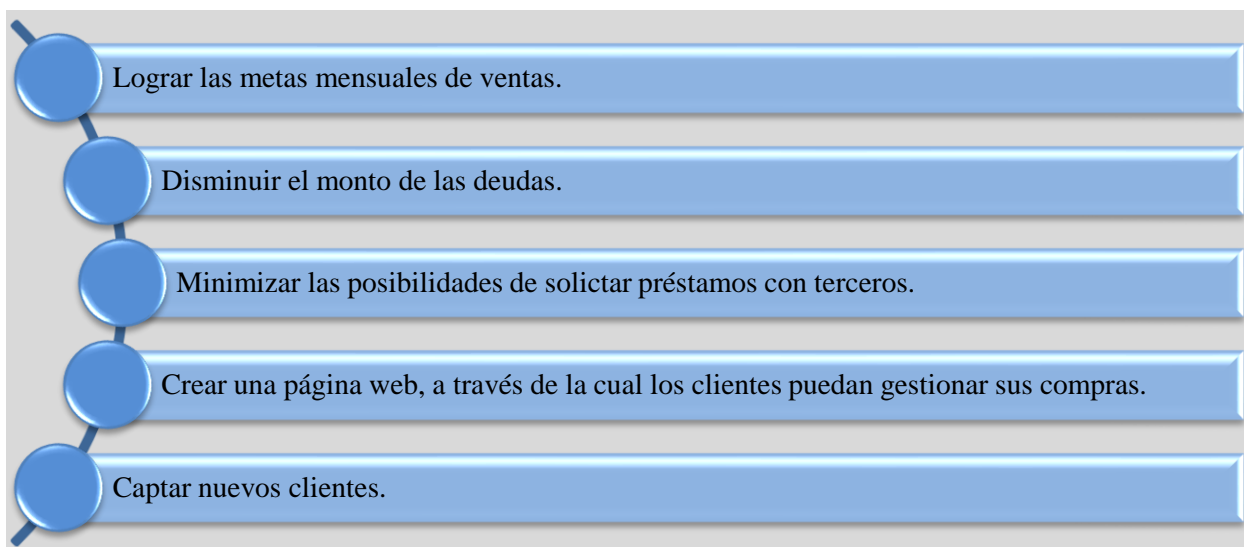 Lograr las metas mensuales de ventas.
Disminuir el monto de las deudas.
Minimizar las posibilidades de solictar préstamos con terceros.
Crear una página web, a través de la cual los clientes puedan gestionar sus compras.
Captar nuevos clientes.